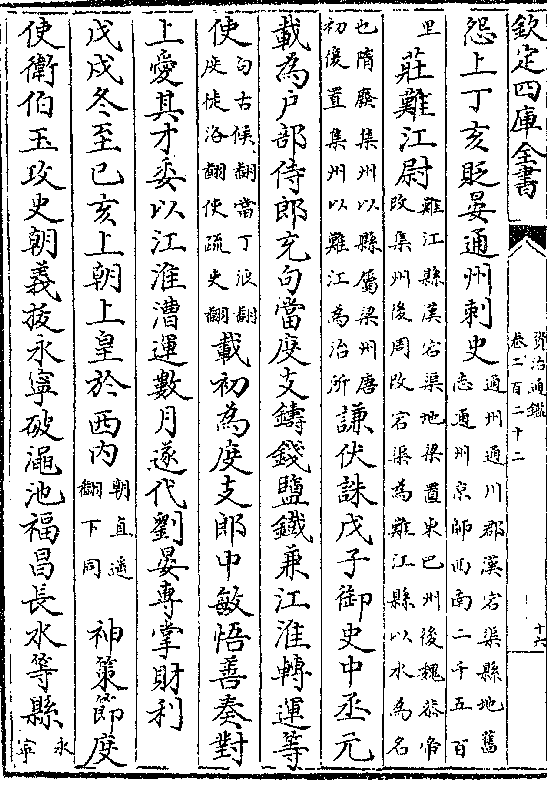 欽定四庫全書
資治通鑑
卷二百二十二
十六
怨上丁亥貶晏通州刺史通州通川郡漢宕渠縣地舊志通州京師西南二千五百
里莊難江尉難江縣漢宕渠地梁置東巴州後魏恭帝改集州後周改宕渠為難江縣以水為名
也隋廢集州以縣屬梁州唐初復置集州以難江為治所謙伏誅戊子御史中丞元
載為户部侍郎充句當度支鑄錢鹽鐵兼江淮轉運等
使句古候翻當丁浪翻度徒洛翻使疏吏翻載初為度支郎中敏悟善奏對
上愛其才委以江淮漕運數月遂代劉晏專掌財利
戊戌冬至己亥上朝上皇於西内朝直遥翻下同神策節度
使衛伯玉攻史朝義拔永寧破澠池福昌長水等縣永寧